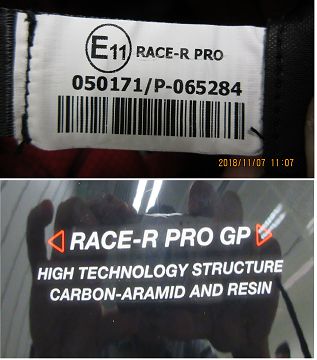 E11 RACE-R PRO
050171/P-065284
2018/11/07 11:07
RACE-R PRO GP
HIGH TECHNOLOGY STRUCTURE
CARBON-ARAMID AND RESIN